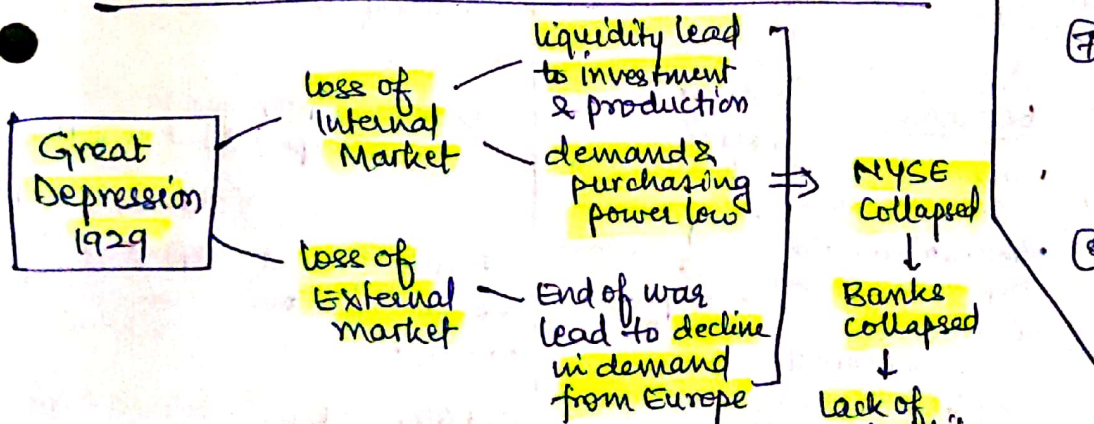 Great
Depression
1929
loss of
Internal
Market
liquidity lead
to investment
& production
demand &
purchasing
power low
loss of
External
market
End of war
lead to decline
in demand
from Europe
NYSE
Collapsed
Banks
collapsed
Lack of
7